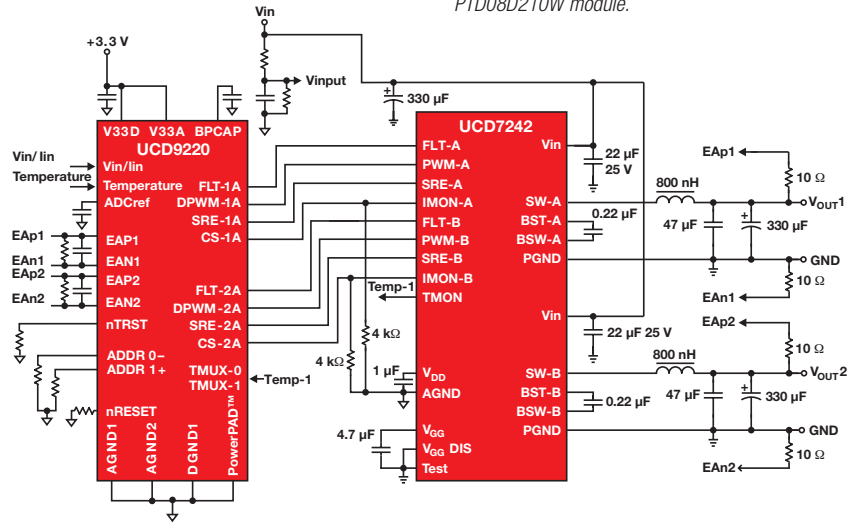 PTD08D210W module.
Vin
+3.3 V
Vinput
330 µF
V33D V33A BPCAP
UCD9220
Vin/Iin
Temperature
ADCref
EAP1
EAN1
EAP2
EAN2
nTRST
ADDR 0–
ADDR 1+
nRESET
FLT-1A
DPWM-1A
SRE-1A
CS-1A
FLT-2A
DPWM-2A
SRE-2A
CS-2A
TMUX-0
TMUX-1
AGND1
AGND2
DGND1
PowerPAD™
Vin/Iin
Temperature
EAp1
EAn1
EAp2
EAn2
Temp-1
Temp-1
4 kΩ
4 kΩ
1 µF
4.7 µF
UCD7242
FLT-A
PWM-A
SRE-A
IMON-A
FLT-B
PWM-B
SRE-B
IMON-B
TMON
VDD
AGND
VGG
VGG DIS
Test
Vin
SW-A
BST-A
BSW-A
PGND
Vin
SW-B
BST-B
BSW-B
PGND
22 µF
25 V
800 nH
0.22 µF
47 µF
330 µF
EAp1
10 Ω
VOUT1
GND
10 Ω
EAn1
22 µF 25 V
EAp2
800 nH
10 Ω
VOUT2
0.22 µF
47 µF
330 µF
GND
10 Ω
EAn2